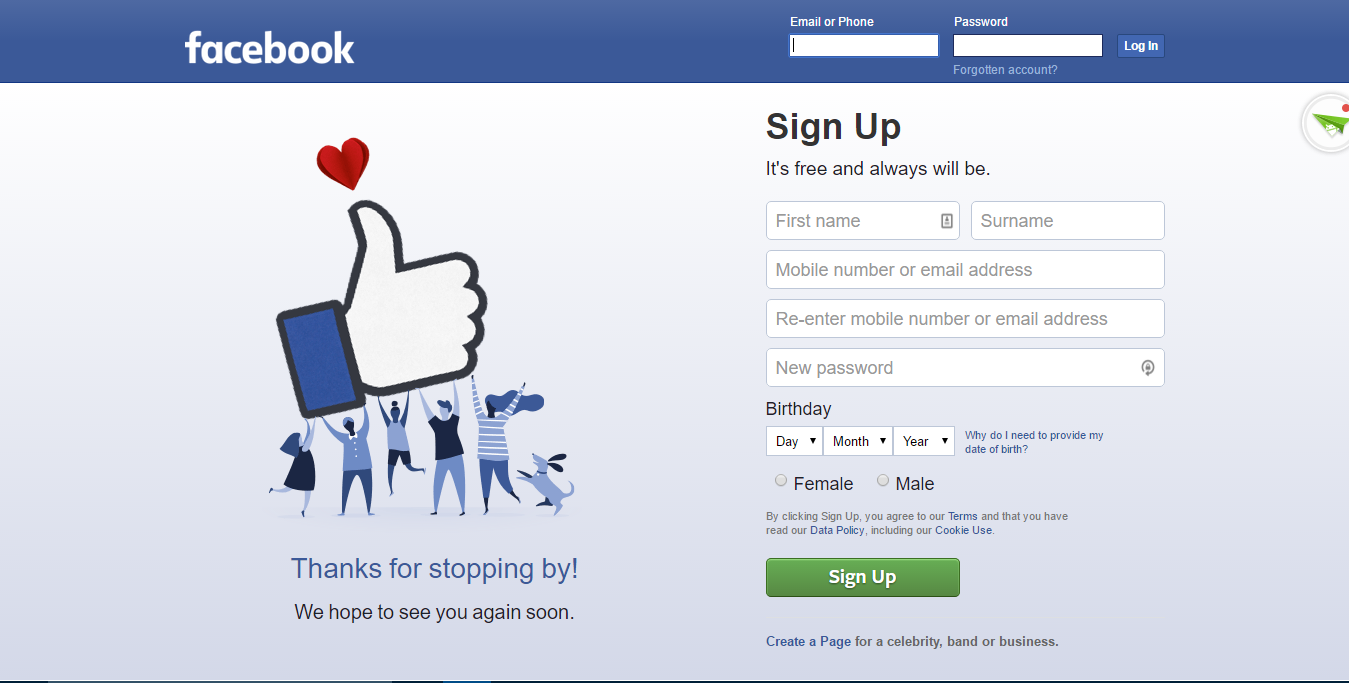 facebook
Email or Phone
Password
Log In
Forgotten account?
Sign Up
It's free and always will be.
First name
Surname
Mobile number or email address
Re-enter mobile number or email address
New password
Birthday
Day
Month
Year
Why do I need to provide my
date of birth?
Female
Male
By clicking Sign Up, you agree to our Terms and that you have
read our Data Policy, including our Cookie Use.
Sign Up
Create a Page for a celebrity, band or business.
Thanks for stopping by!
We hope to see you again soon.